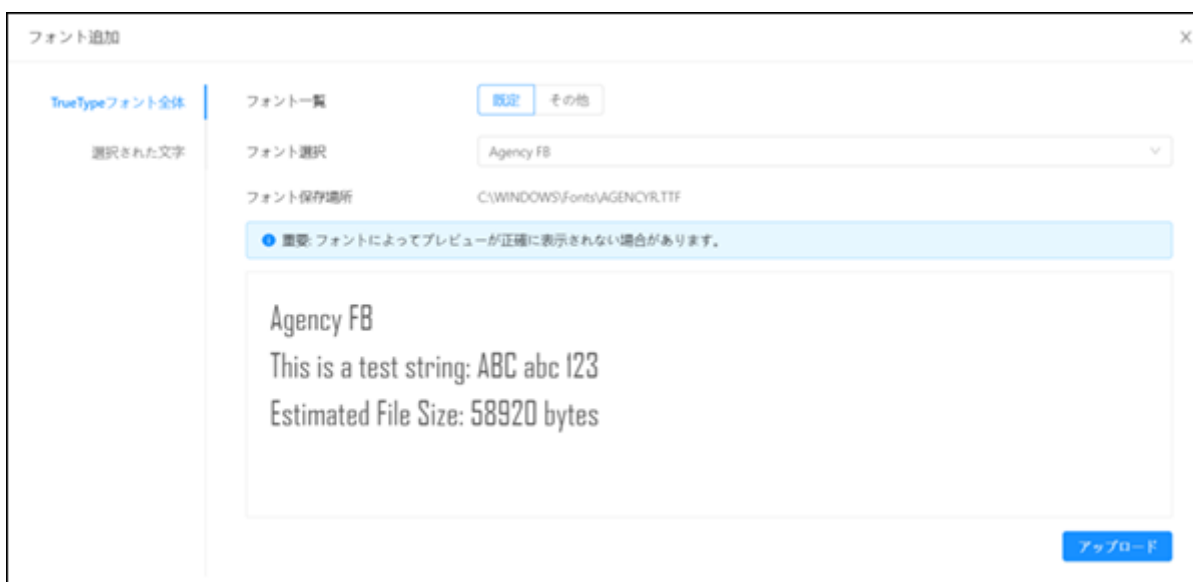 フォント追加
TrueTypeフォント全体
選択された文字
フォント一覧 既定 その他
フォント選択 Agency FB
フォント保存場所 C:\WINDOWS\Fonts\AGENCYR.TTF
重要: フォントによってプレビューが正確に表示されない場合があります。
Agency FB
This is a test string: ABC abc 123
Estimated File Size: 58920 bytes
アップロード